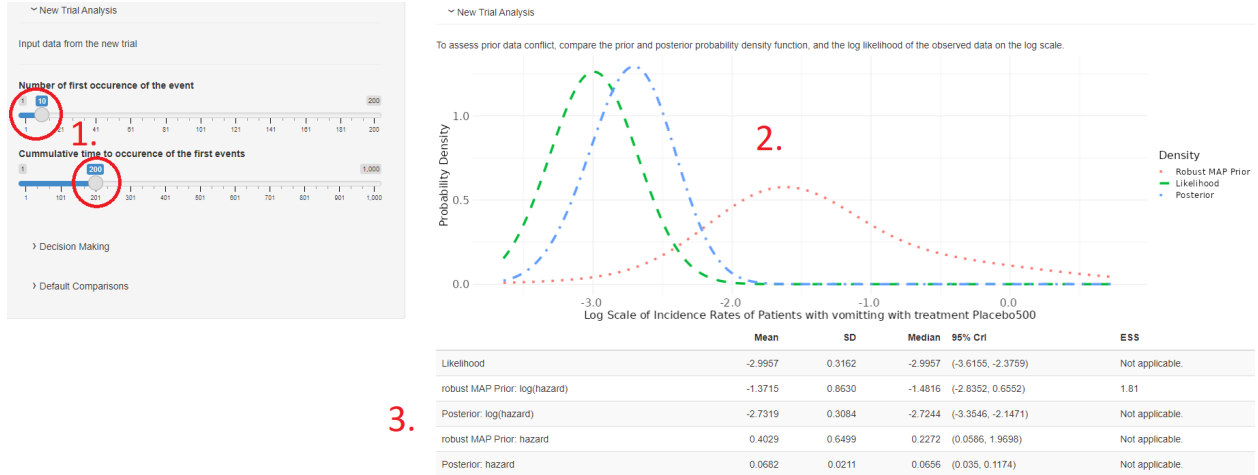 New Trial Analysis
Input data from the new trial
Number of first occurence of the event
1 10 200
1 21 41 61 81 101 121 141 161 181 200
1.
Cummulative time to occurence of the first events
1 200 1,000
1 101 201 301 401 501 601 701 801 901 1,000
Decision Making
Default Comparisons
New Trial Analysis
To assess prior data conflict, compare the prior and posterior probability density function, and the log likelihood of the observed data on the log scale.
2.
Probability Density
1.0
0.5
0.0
-3.0 -2.0 -1.0 0.0
Log Scale of Incidence Rates of Patients with vomitting with treatment Placebo500
Density
Robust MAP Prior
Likelihood
Posterior
3.
Mean SD Median 95% CrI ESS
Likelihood -2.9957 0.3162 -2.9957 (-3.6155, -2.3759) Not applicable.
robust MAP Prior: log(hazard) -1.3715 0.8630 -1.4816 (-2.8352, 0.6552) 1.81
Posterior: log(hazard) -2.7319 0.3084 -2.7244 (-3.3546, -2.1471) Not applicable.
robust MAP Prior: hazard 0.4029 0.6499 0.2272 (0.0586, 1.9698) Not applicable.
Posterior: hazard 0.0682 0.0211 0.0656 (0.035, 0.1174) Not applicable.